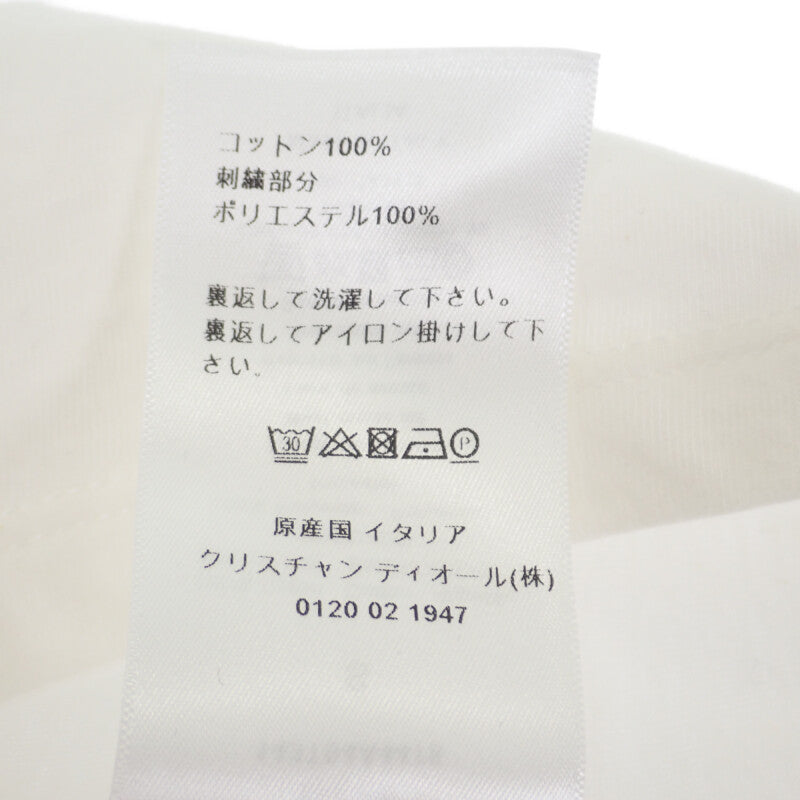 コットン100%
刺繍部分
ポリエステル100%
裏返して洗濯して下さい。
裏返してアイロン掛けして下
さい。
30
P
原産国 イタリア
クリスチャン ディオール(株)
0120 02 1947